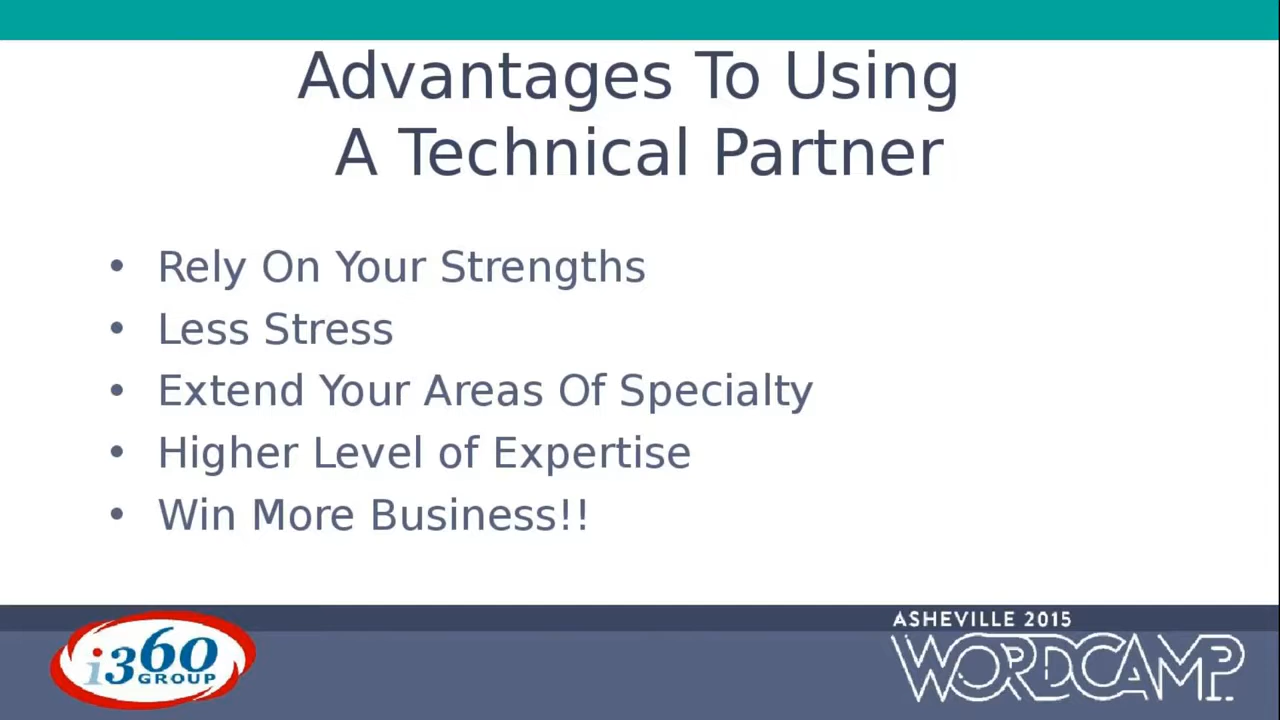 Advantages To Using
A Technical Partner
• Rely On Your Strengths
• Less Stress
• Extend Your Areas Of Specialty
• Higher Level of Expertise
• Win More Business!!
i360
GROUP
ASHEVILLE 2015
WORDCAMP